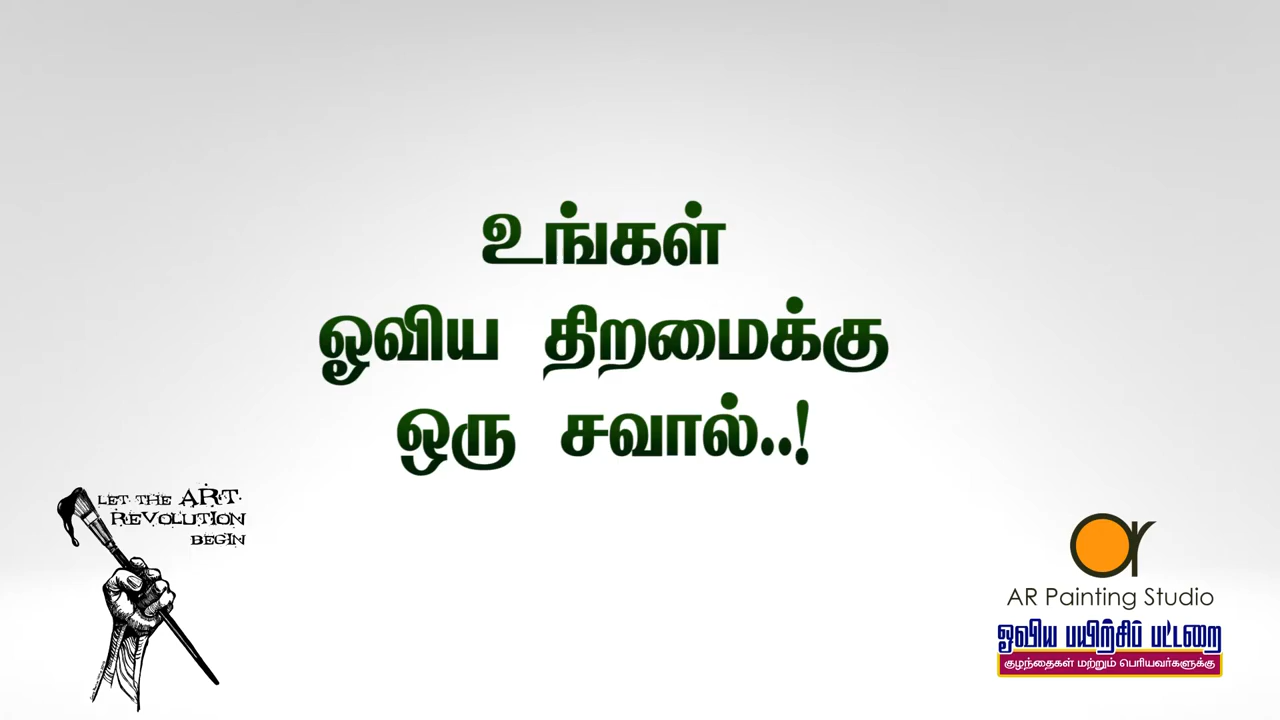 உங்கள்
ஓவிய திறமைக்கு
ஒரு சவால்..!
LET THE ART
REVOLUTION
BEGIN
ar
AR Painting Studio
ஓவிய பயிற்சிப் பட்டறை
குழந்தைகள் மற்றும் பெரியவர்களுக்கு